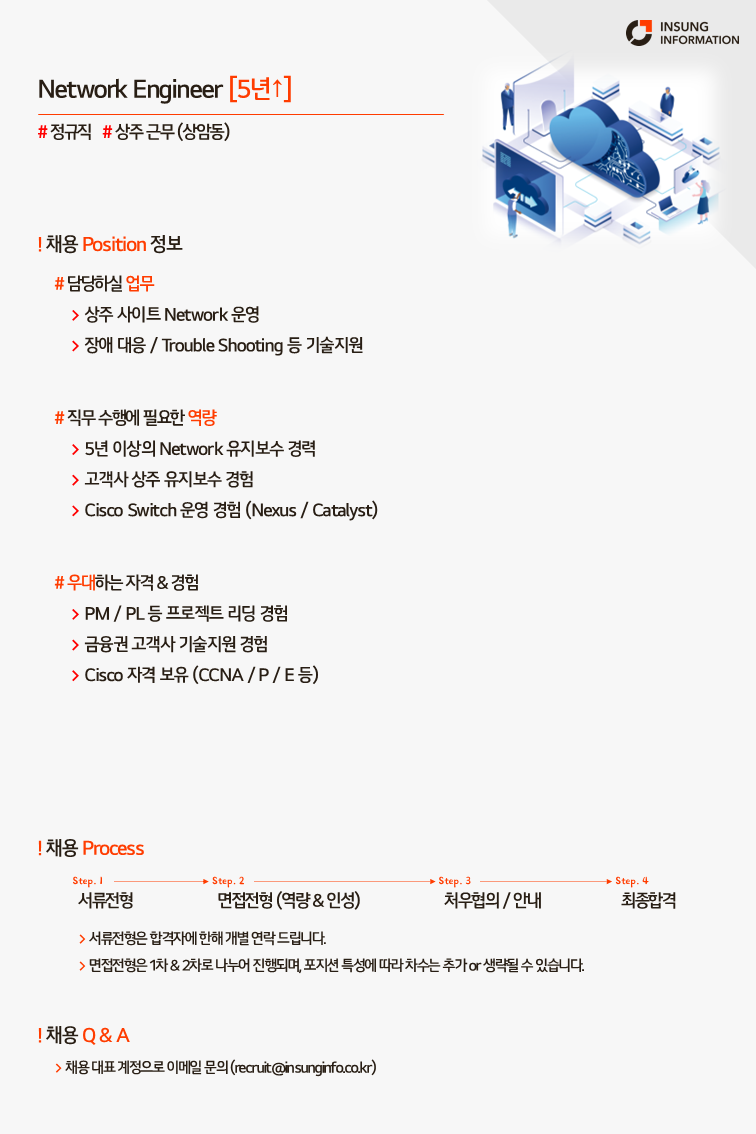 INSUNG
INFORMATION
Network Engineer [5년↑]
# 정규직 # 상주 근무 (상암동)
! 채용 Position 정보
# 담당하실 업무
> 상주 사이트 Network 운영
> 장애 대응 / Trouble Shooting 등 기술지원
# 직무 수행에 필요한 역량
> 5년 이상의 Network 유지보수 경력
> 고객사 상주 유지보수 경험
> Cisco Switch 운영 경험 (Nexus / Catalyst)
# 우대하는 자격 & 경험
> PM / PL 등 프로젝트 리딩 경험
> 금융권 고객사 기술지원 경험
> Cisco 자격 보유 (CCNA / P / E 등)
! 채용 Process
Step. 1 Step. 2 Step. 3 Step. 4
서류전형 면접전형 (역량 & 인성) 처우협의 / 안내 최종합격
> 서류전형은 합격자에 한해 개별 연락 드립니다.
> 면접전형은 1차 & 2차로 나누어 진행되며, 포지션 특성에 따라 차수는 추가 or 생략될 수 있습니다.
! 채용 Q & A
> 채용 대표 계정으로 이메일 문의 (recruit@insunginfo.co.kr)